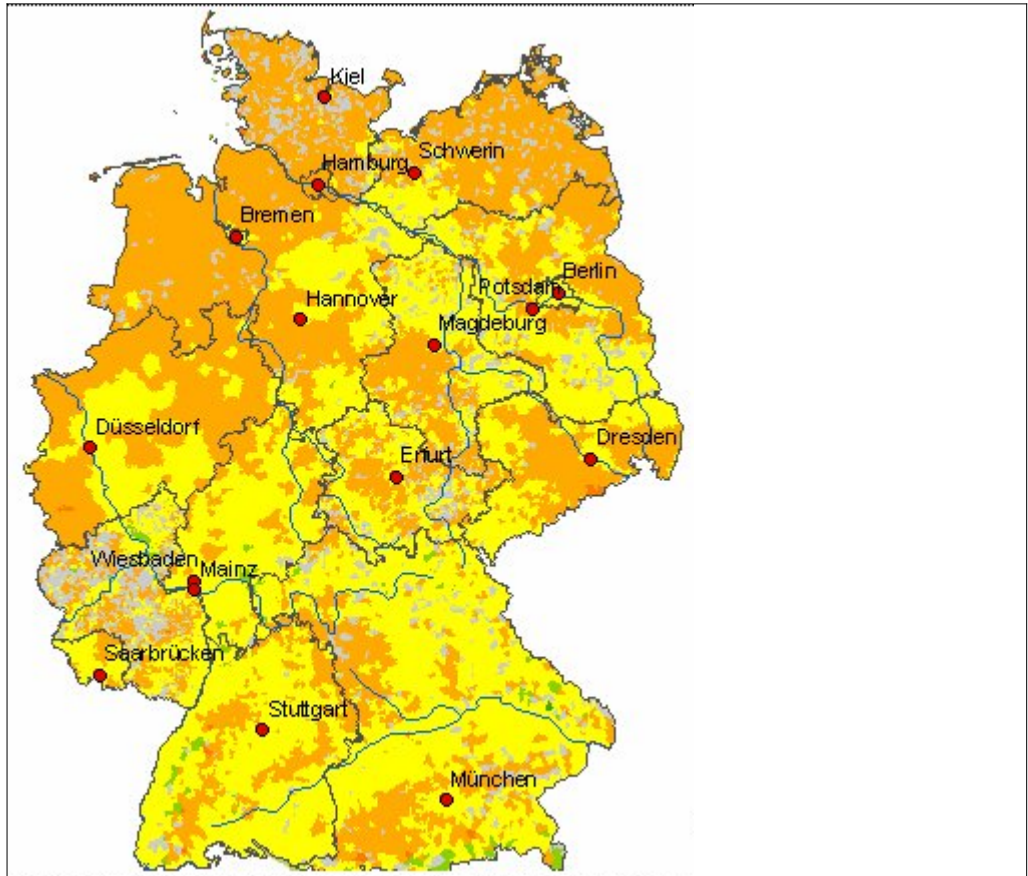 Kiel
Schwerin
Hamburg
Bremen
Berlin
Potsdam
Hannover
Magdeburg
Düsseldorf
Dresden
Erfurt
Wiesbaden
Mainz
Saarbrücken
Stuttgart
München